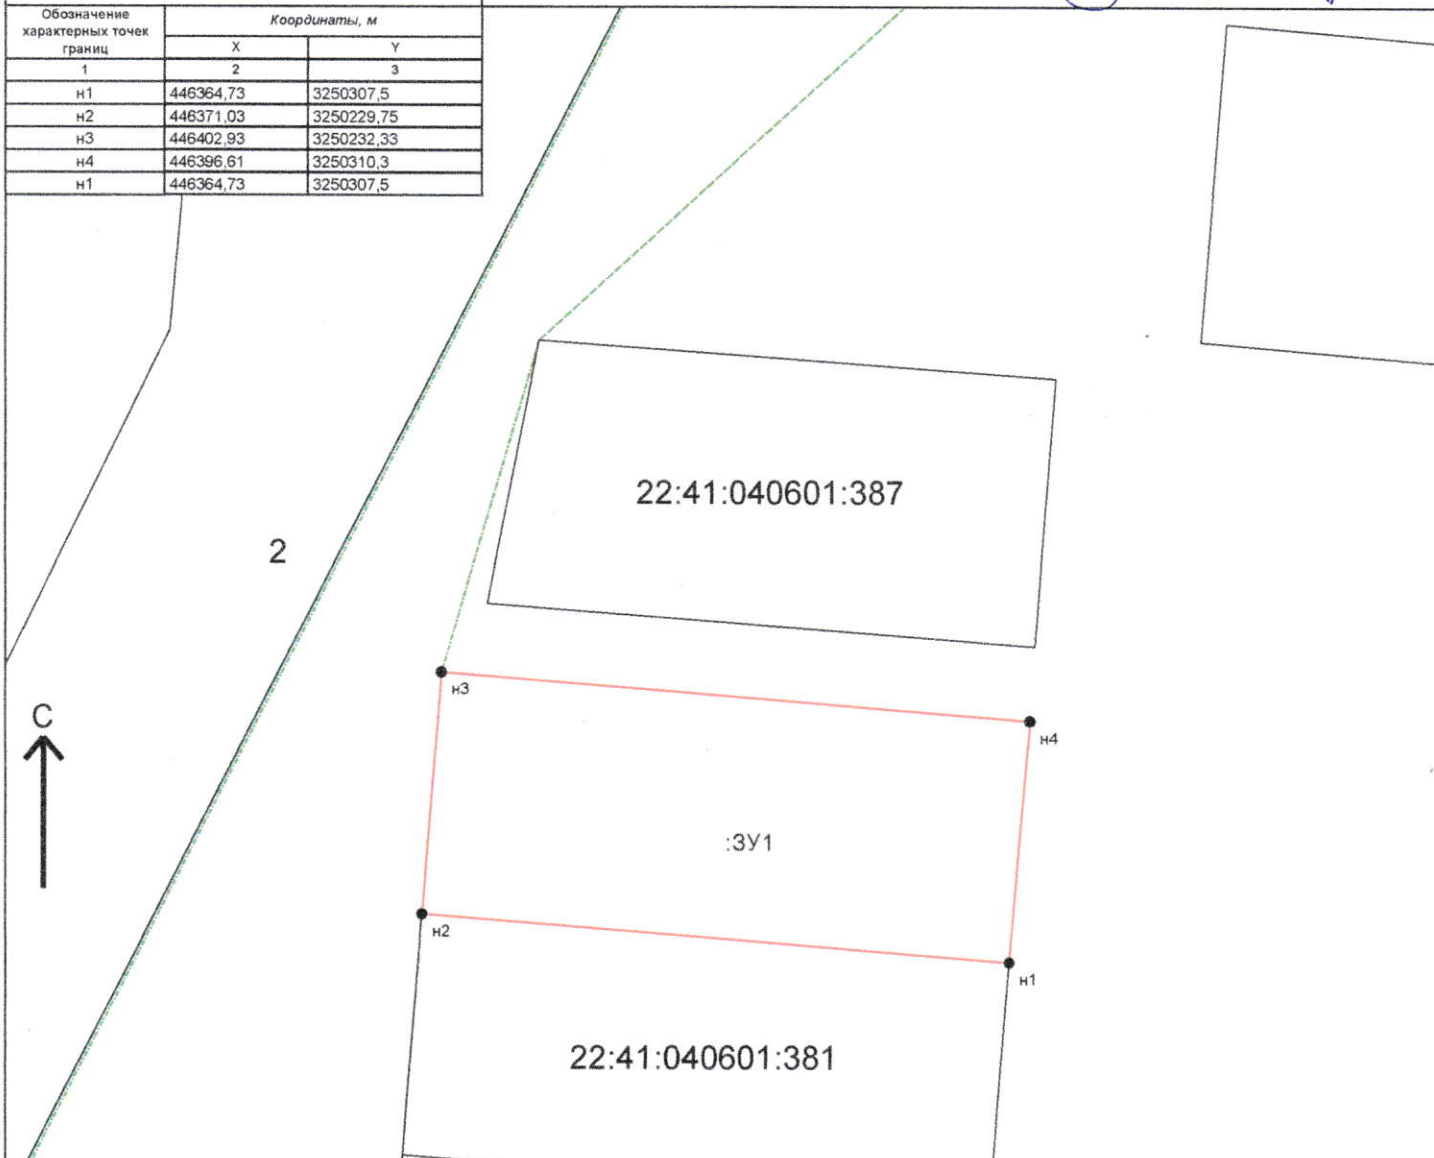 Обозначение
характерных точек
границ
Координаты, м
X Y
1 2 3
н1 446364,73 3250307,5
н2 446371,03 3250229,75
н3 446402,93 3250232,33
н4 446396,61 3250310,3
н1 446364,73 3250307,5
22:41:040601:387
2
н3
С
н4
:ЗУ1
н2
н1
22:41:040601:381